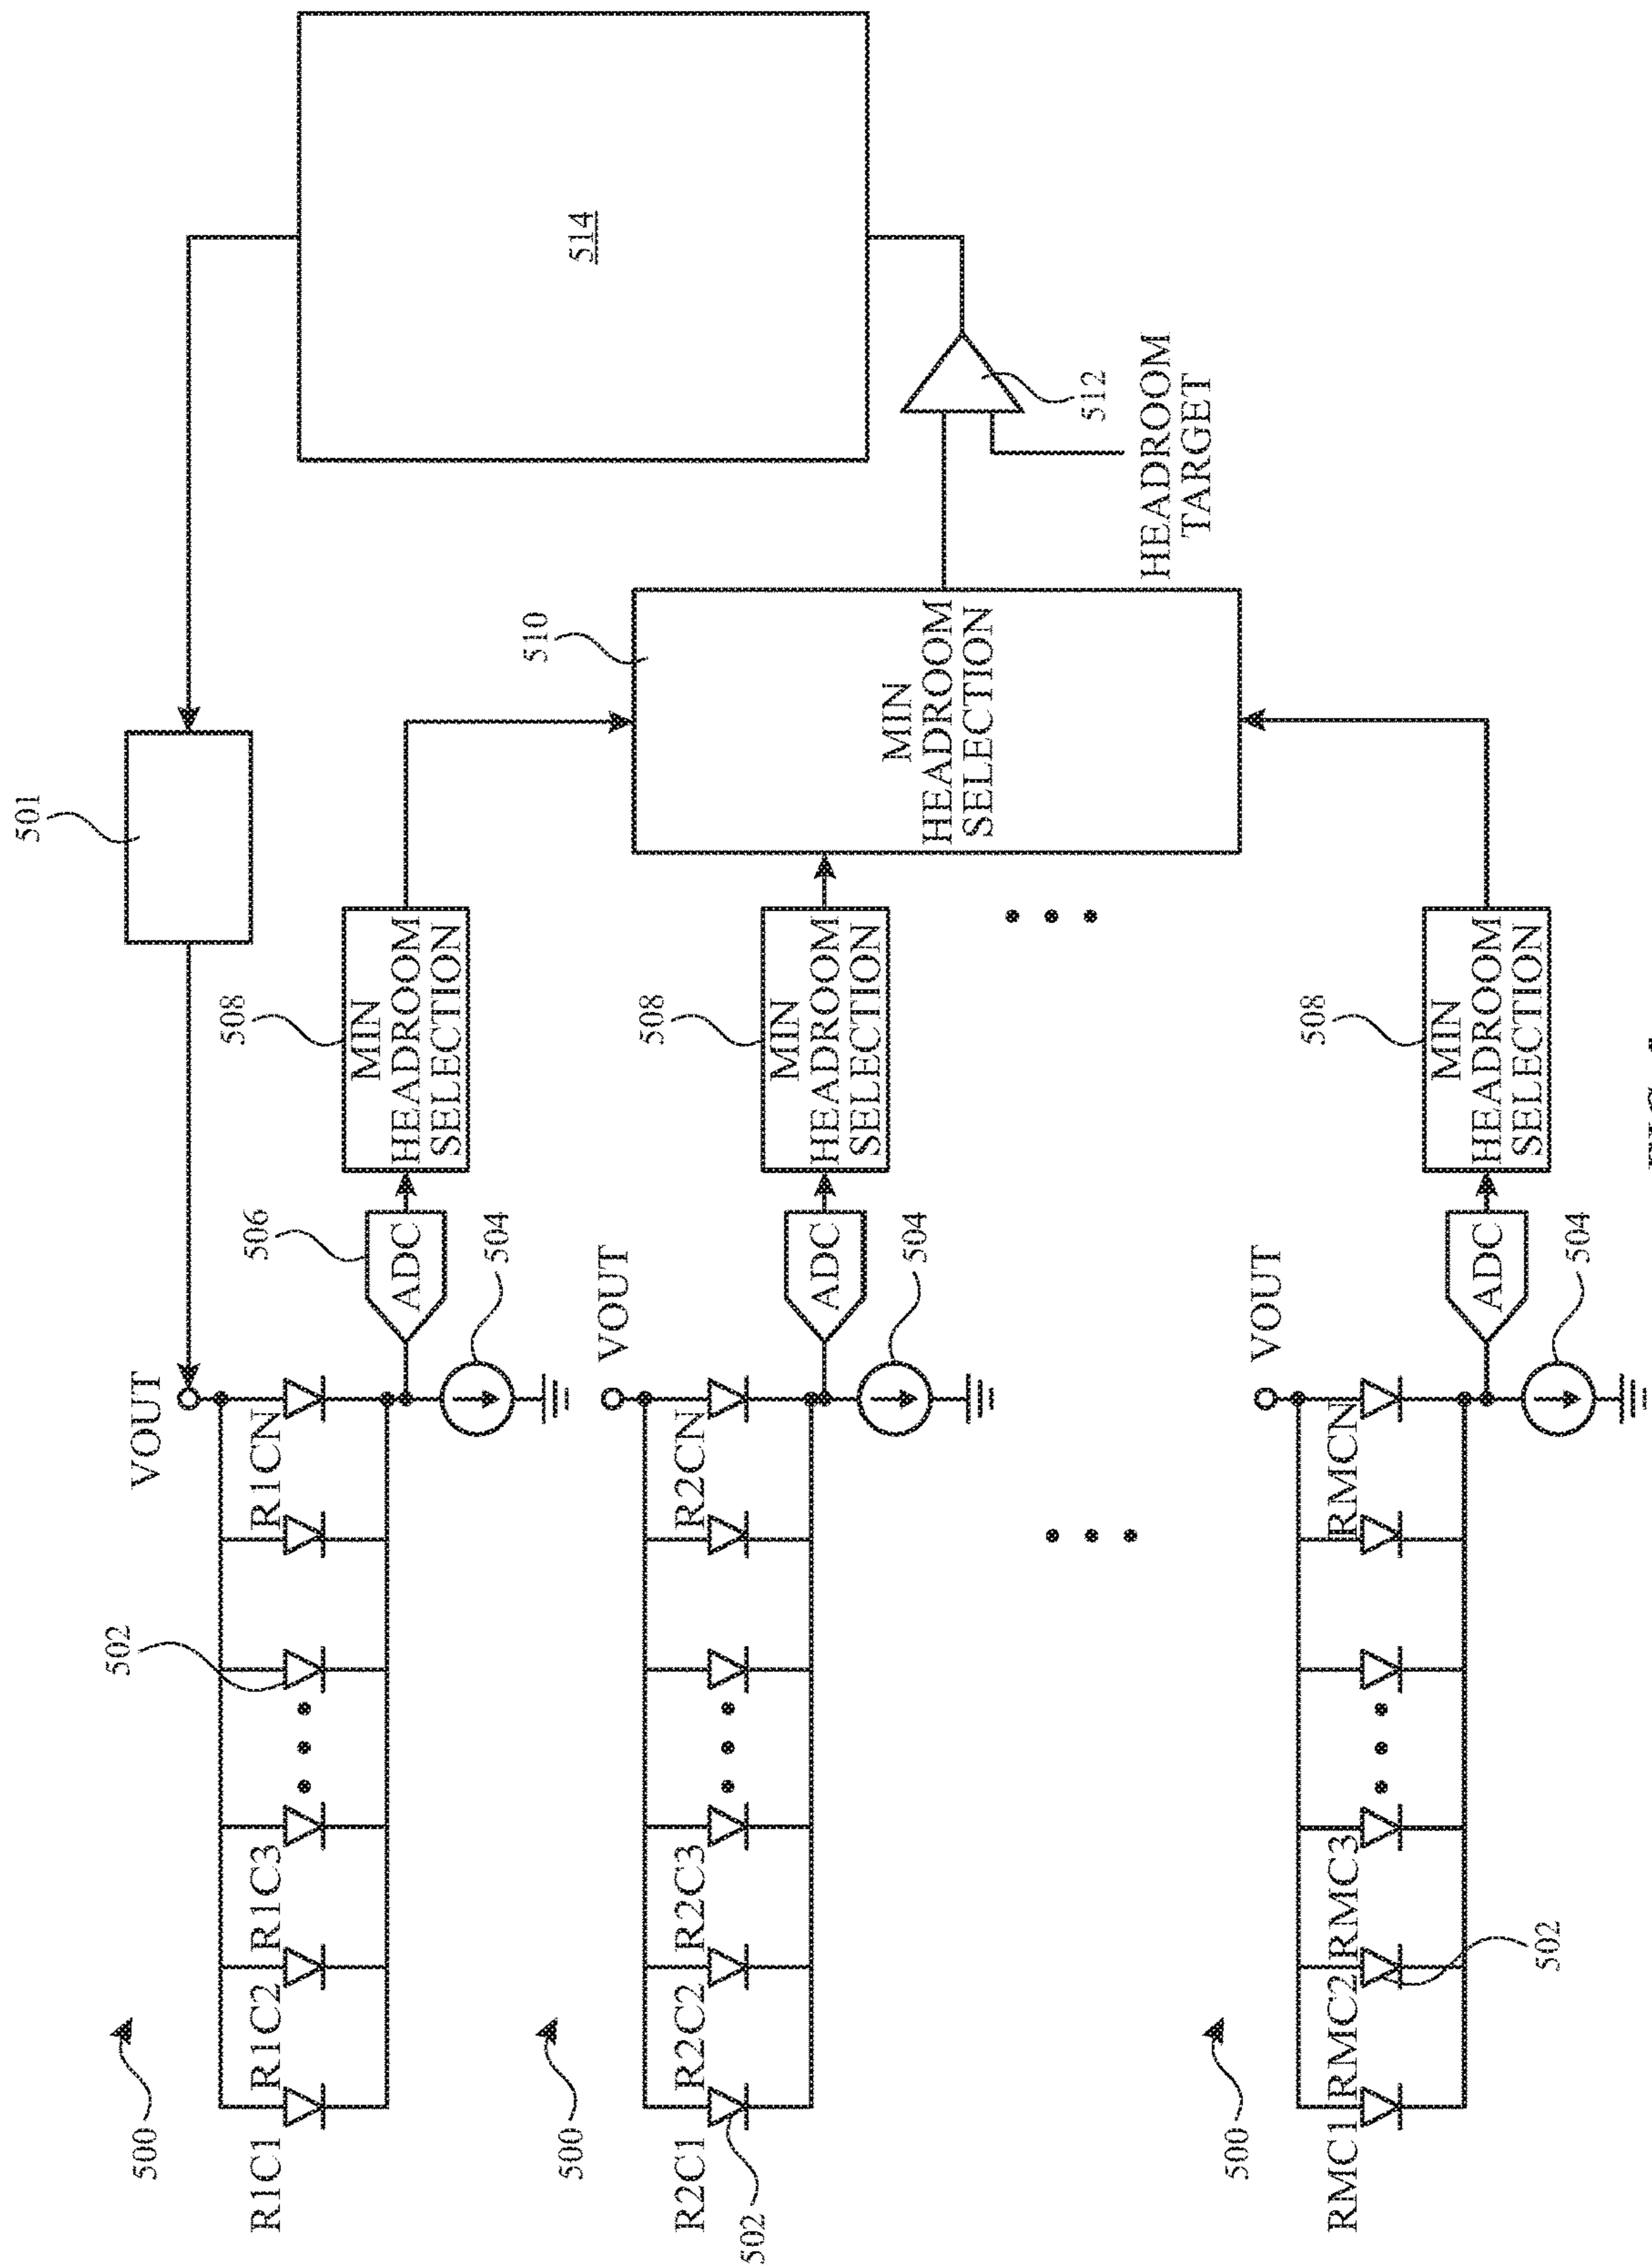 500
R1C1
R1C2
R1C3
502
R1CN
VOUT
506
ADC
504
508
MIN
HEADROOM
SELECTION
501
514
500
R2C1
502
R2C2
R2C3
R2CN
VOUT
ADC
504
508
MIN
HEADROOM
SELECTION
510
MIN
HEADROOM
SELECTION
512
HEADROOM
TARGET
500
RMC1
RMC2
502
RMC3
RMCN
VOUT
ADC
504
508
MIN
HEADROOM
SELECTION